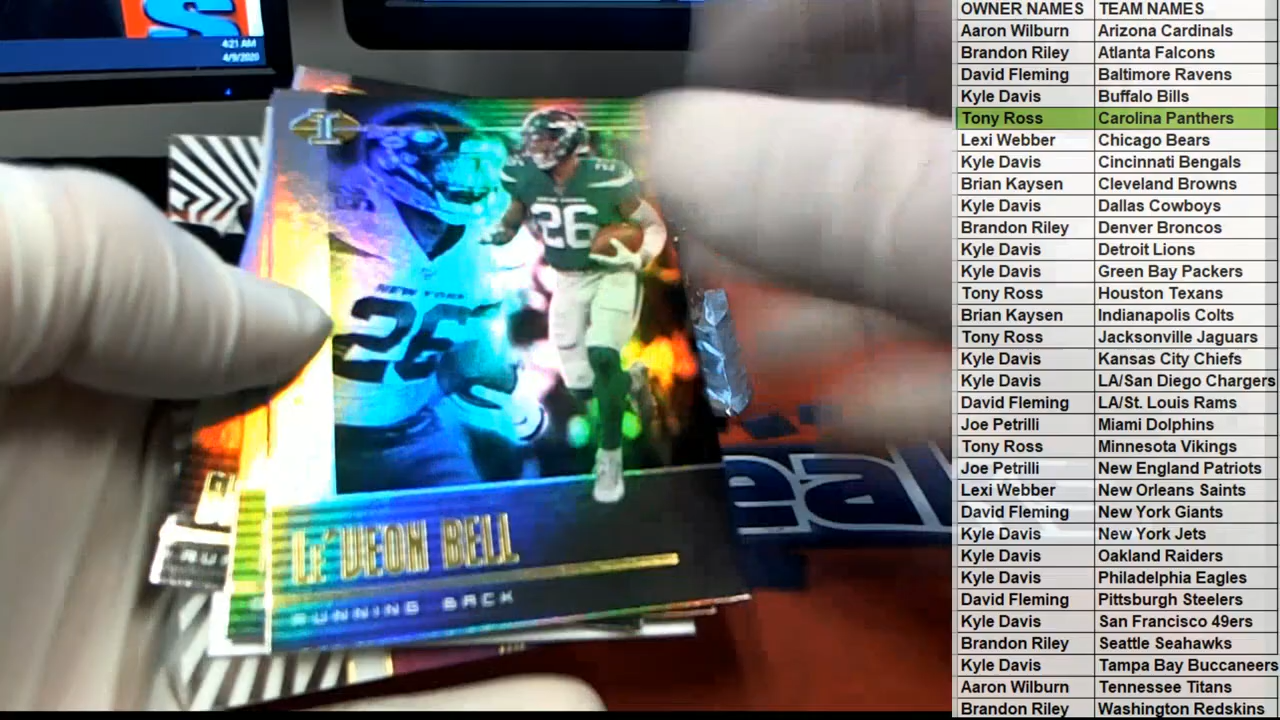 4:21 AM
4/9/2020
II
NEW YORK
26
26
Le'Veon Bell
RUNNING BACK
OWNER NAMES TEAM NAMES
Aaron Wilburn Arizona Cardinals
Brandon Riley Atlanta Falcons
David Fleming Baltimore Ravens
Kyle Davis Buffalo Bills
Tony Ross Carolina Panthers
Lexi Webber Chicago Bears
Kyle Davis Cincinnati Bengals
Brian Kaysen Cleveland Browns
Kyle Davis Dallas Cowboys
Brandon Riley Denver Broncos
Kyle Davis Detroit Lions
Kyle Davis Green Bay Packers
Tony Ross Houston Texans
Brian Kaysen Indianapolis Colts
Tony Ross Jacksonville Jaguars
Kyle Davis Kansas City Chiefs
Kyle Davis LA/San Diego Chargers
David Fleming LA/St. Louis Rams
Joe Petrilli Miami Dolphins
Tony Ross Minnesota Vikings
Joe Petrilli New England Patriots
Lexi Webber New Orleans Saints
David Fleming New York Giants
Kyle Davis New York Jets
Kyle Davis Oakland Raiders
Kyle Davis Philadelphia Eagles
David Fleming Pittsburgh Steelers
Kyle Davis San Francisco 49ers
Brandon Riley Seattle Seahawks
Kyle Davis Tampa Bay Buccaneers
Aaron Wilburn Tennessee Titans
Brandon Riley Washington Redskins